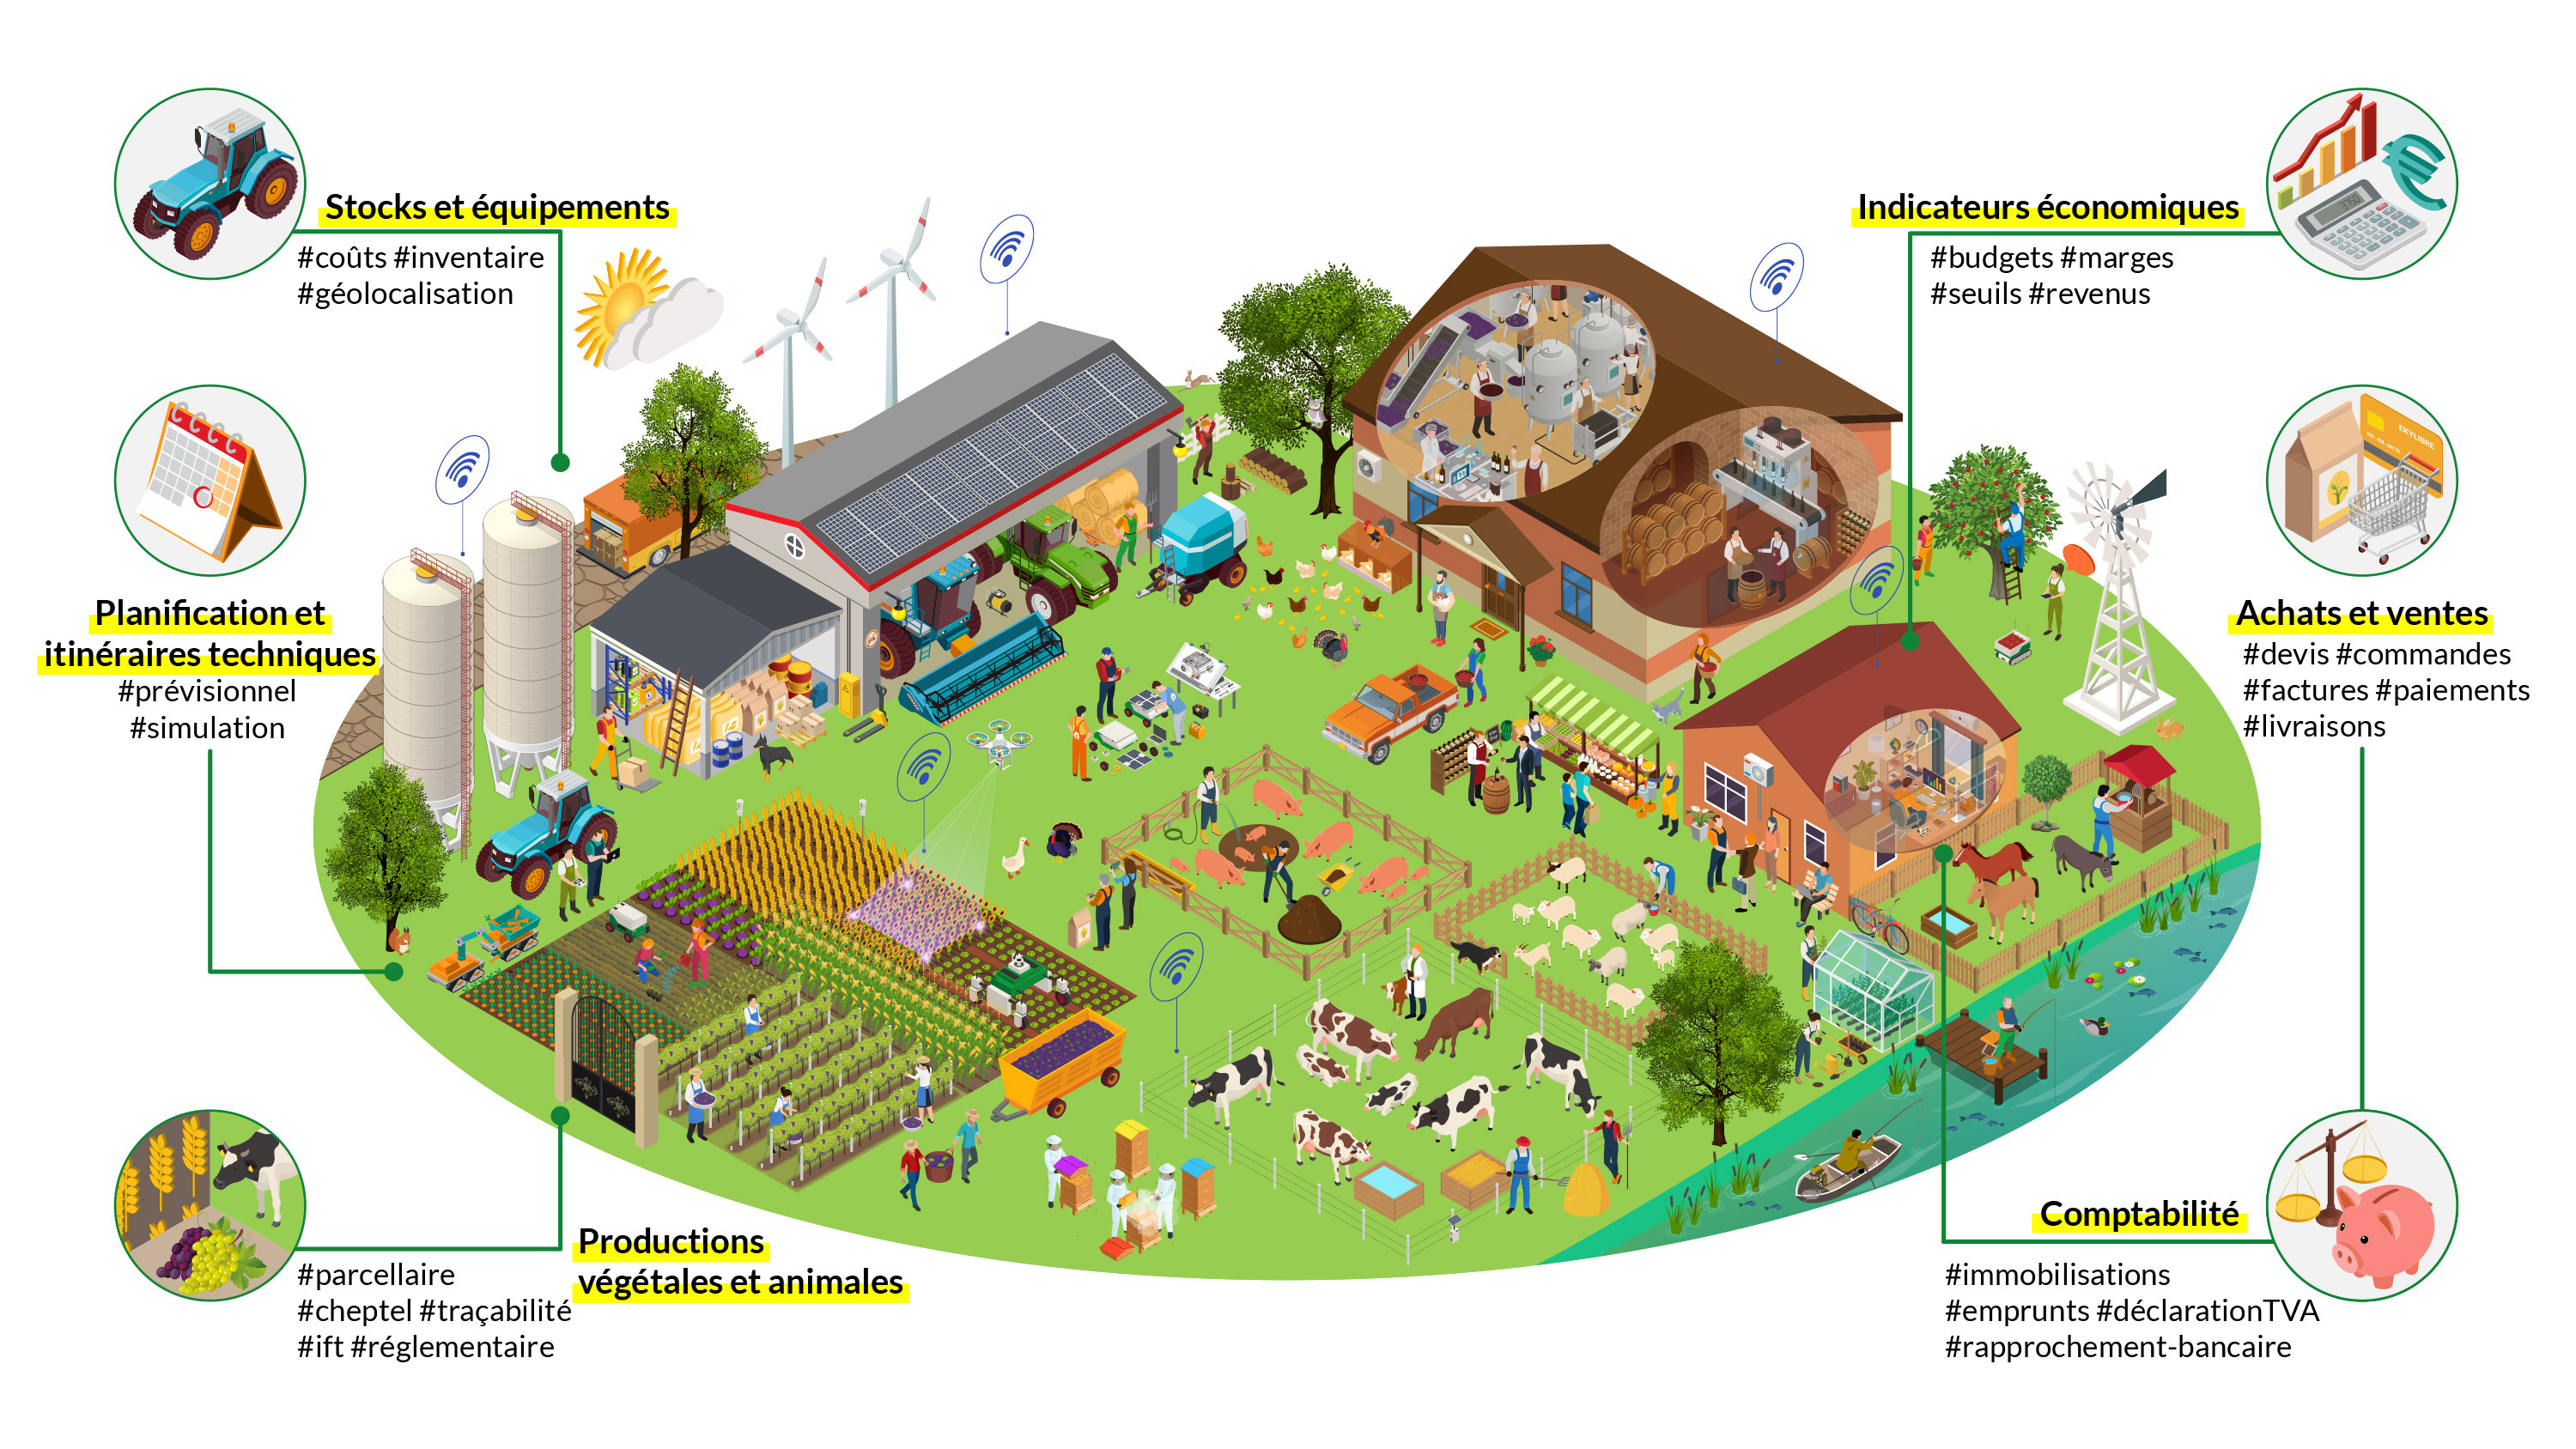 Stocks et équipements
#coûts #inventaire
#géolocalisation
Planification et
itinéraires techniques
#prévisionnel
#simulation
Productions
végétales et animales
#parcellaire
#cheptel #traçabilité
#ift #réglementaire
Indicateurs économiques
#budgets #marges
#seuils #revenus
EKYLIBRE
Achats et ventes
#devis #commandes
#factures #paiements
#livraisons
Comptabilité
#immobilisations
#emprunts #déclarationTVA
#rapprochement-bancaire